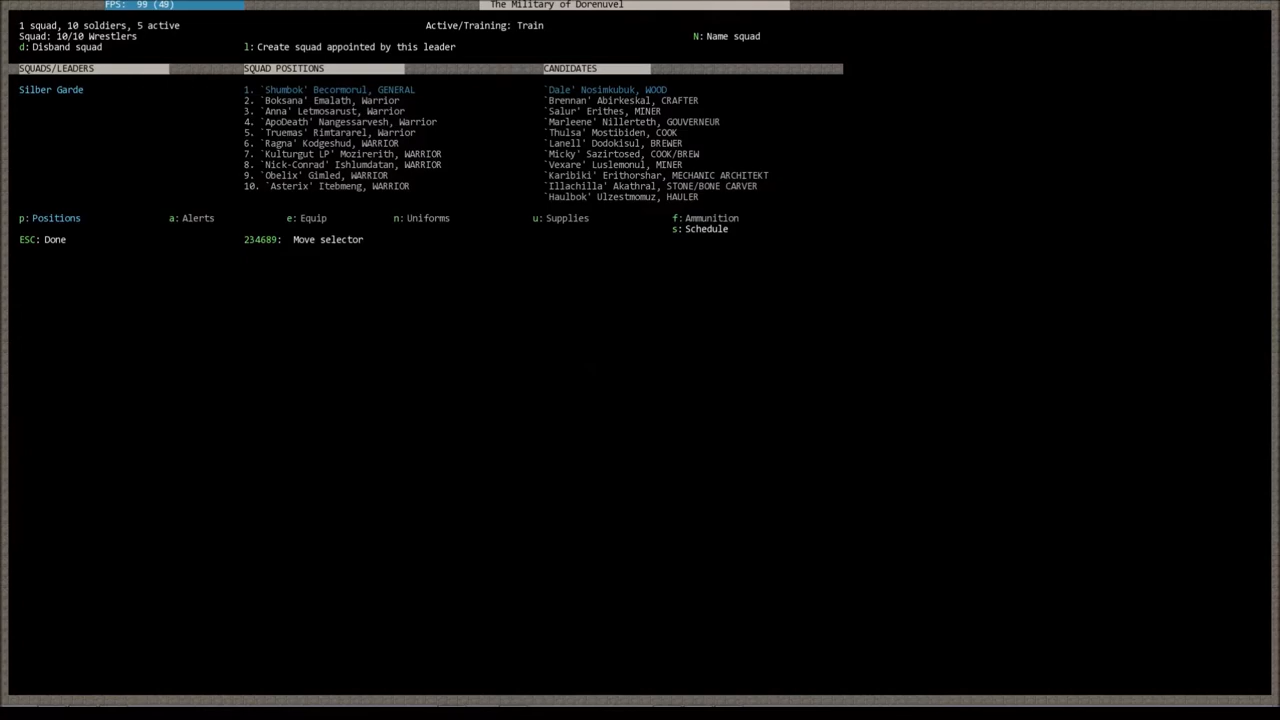 FPS: 99 (49) The Military of Dorenuvel
1 squad, 10 soldiers, 5 active Active/Training: Train
Squad: 10/10 Wrestlers N: Name squad
d: Disband squad l: Create squad appointed by this leader
SQUADS/LEADERS SQUAD POSITIONS CANDIDATES
Silber Garde 1. `Shumbok' Becormorul, GENERAL `Dale' Nosimkubuk, WOOD
2. `Boksana' Emalath, Warrior `Brennan' Abirkeskal, CRAFTER
3. `Anna' Letmosarust, Warrior `Salur' Erithes, MINER
4. `ApoDeath' Nangessarvesh, Warrior `Marleene' Nillerteth, GOUVERNEUR
5. `Truemas' Rimtararel, Warrior `Thulsa' Mostibiden, COOK
6. `Ragna' Kodgeshud, WARRIOR `Lanell' Dodokisul, BREWER
7. `Kulturgut LP' Mozirerith, WARRIOR `Micky' Sazirtosed, COOK/BREW
8. `Nick-Conrad' Ishlumdatan, WARRIOR `Vexare' Luslemonul, MINER
9. `Obelix' Gimled, WARRIOR `Karibiki' Erithorshar, MECHANIC ARCHITEKT
10. `Asterix' Itebmeng, WARRIOR `Illachilla' Akathral, STONE/BONE CARVER
`Haulbok' Ulzestmomuz, HAULER
p: Positions a: Alerts e: Equip n: Uniforms u: Supplies f: Ammunition
s: Schedule
ESC: Done 234689: Move selector